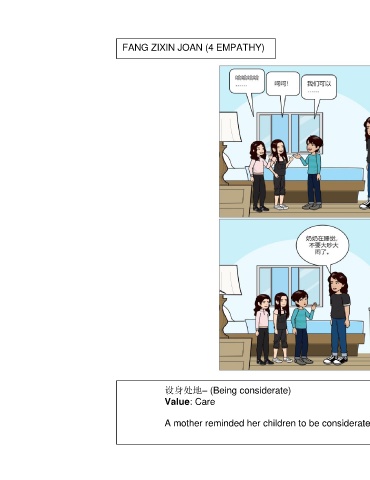 FANG ZIXIN JOAN (4 EMPATHY)
哈哈哈哈
……
呵呵!
我们可以
……
奶奶在睡觉,
不要大吵大
闹了。
设身处地– (Being considerate)
Value: Care
A mother reminded her children to be considerate